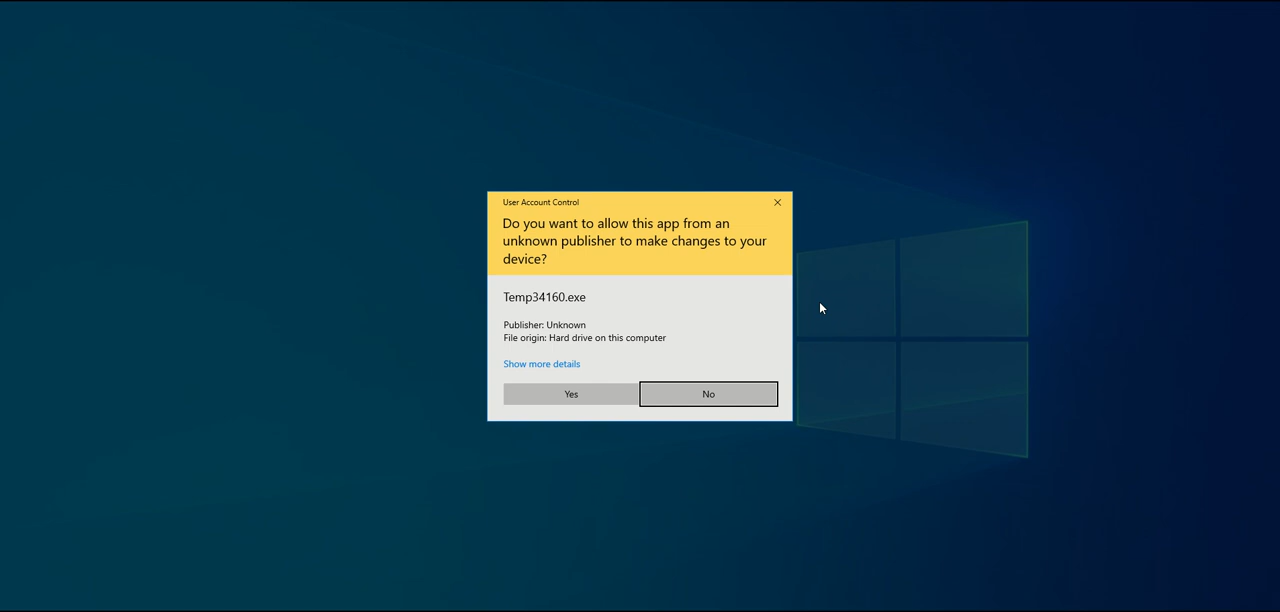 User Account Control
Do you want to allow this app from an
unknown publisher to make changes to your
device?
Temp34160.exe
Publisher: Unknown
File origin: Hard drive on this computer
Show more details
Yes
No